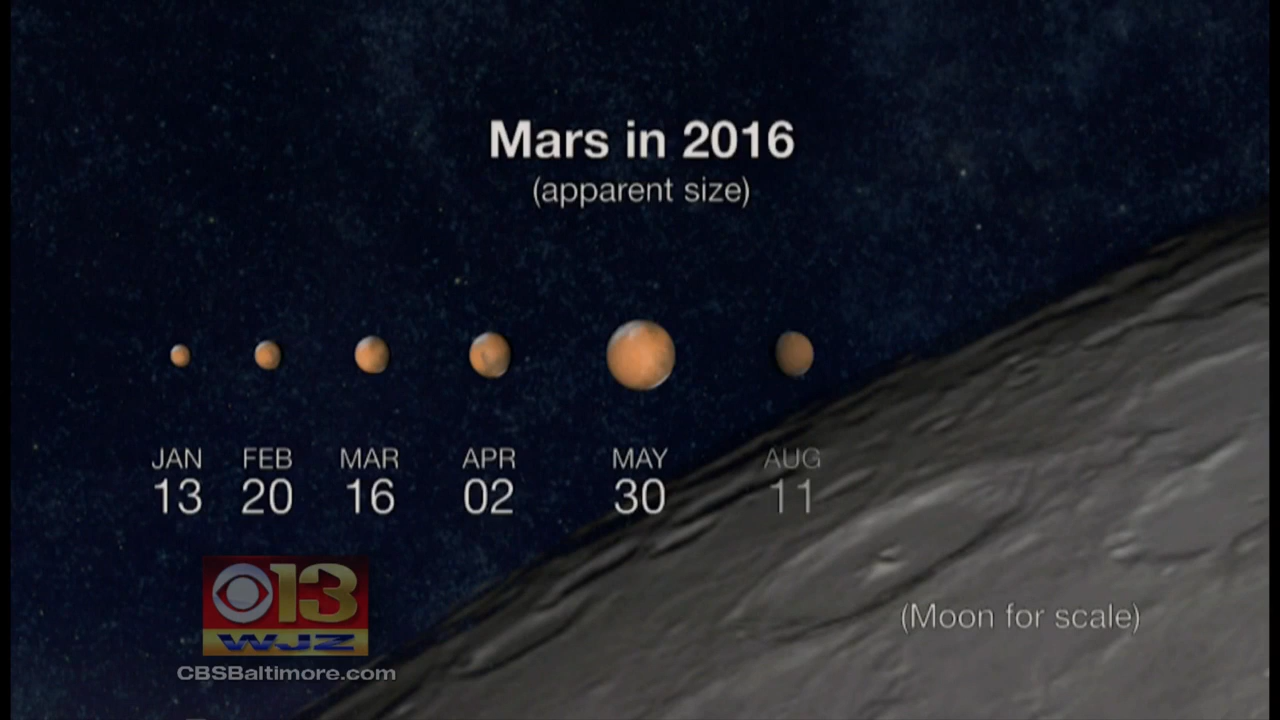 Mars in 2016
(apparent size)
JAN FEB MAR APR MAY AUG
13 20 16 02 30 11
(Moon for scale)
13
WJZ
CBSBaltimore.com